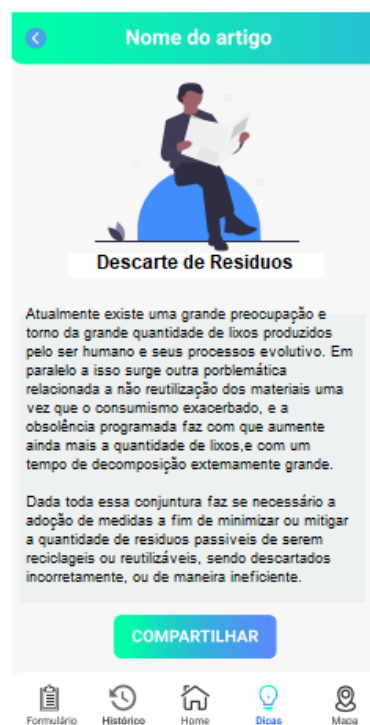 Nome do artigo
Descarte de Residuos
Atualmente existe uma grande preocupação e
torno da grande quantidade de lixos produzidos
pelo ser humano e seus processos evolutivo. Em
paralelo a isso surge outra porblemática
relacionada a não reutilização dos materiais uma
vez que o consumismo exacerbado, e a
obsolência programada faz com que aumente
ainda mais a quantidade de lixos,e com um
tempo de decomposição extemamente grande.
Dada toda essa conjuntura faz se necessário a
adoção de medidas a fim de minimizar ou mitigar
a quantidade de residuos passiveis de serem
reciclageis ou reutilizáveis, sendo descartados
incorretamente, ou de maneira ineficiente.
COMPARTILHAR
Formulário Histórico Home Dicas Mapa